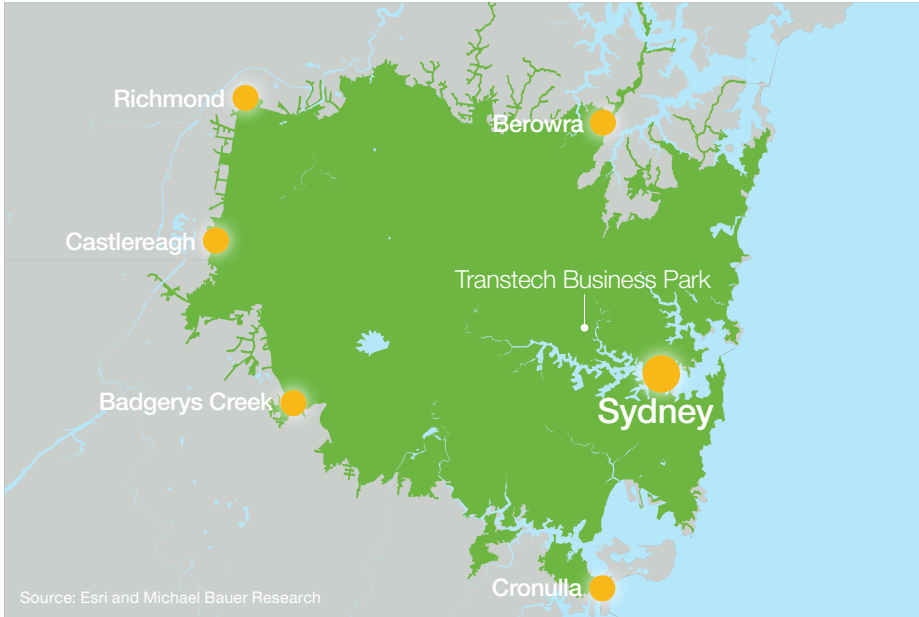 Richmond
Berowra
Castlereagh
Transtech Business Park
Badgerys Creek
Sydney
Cronulla
Source: Esri and Michael Bauer Research